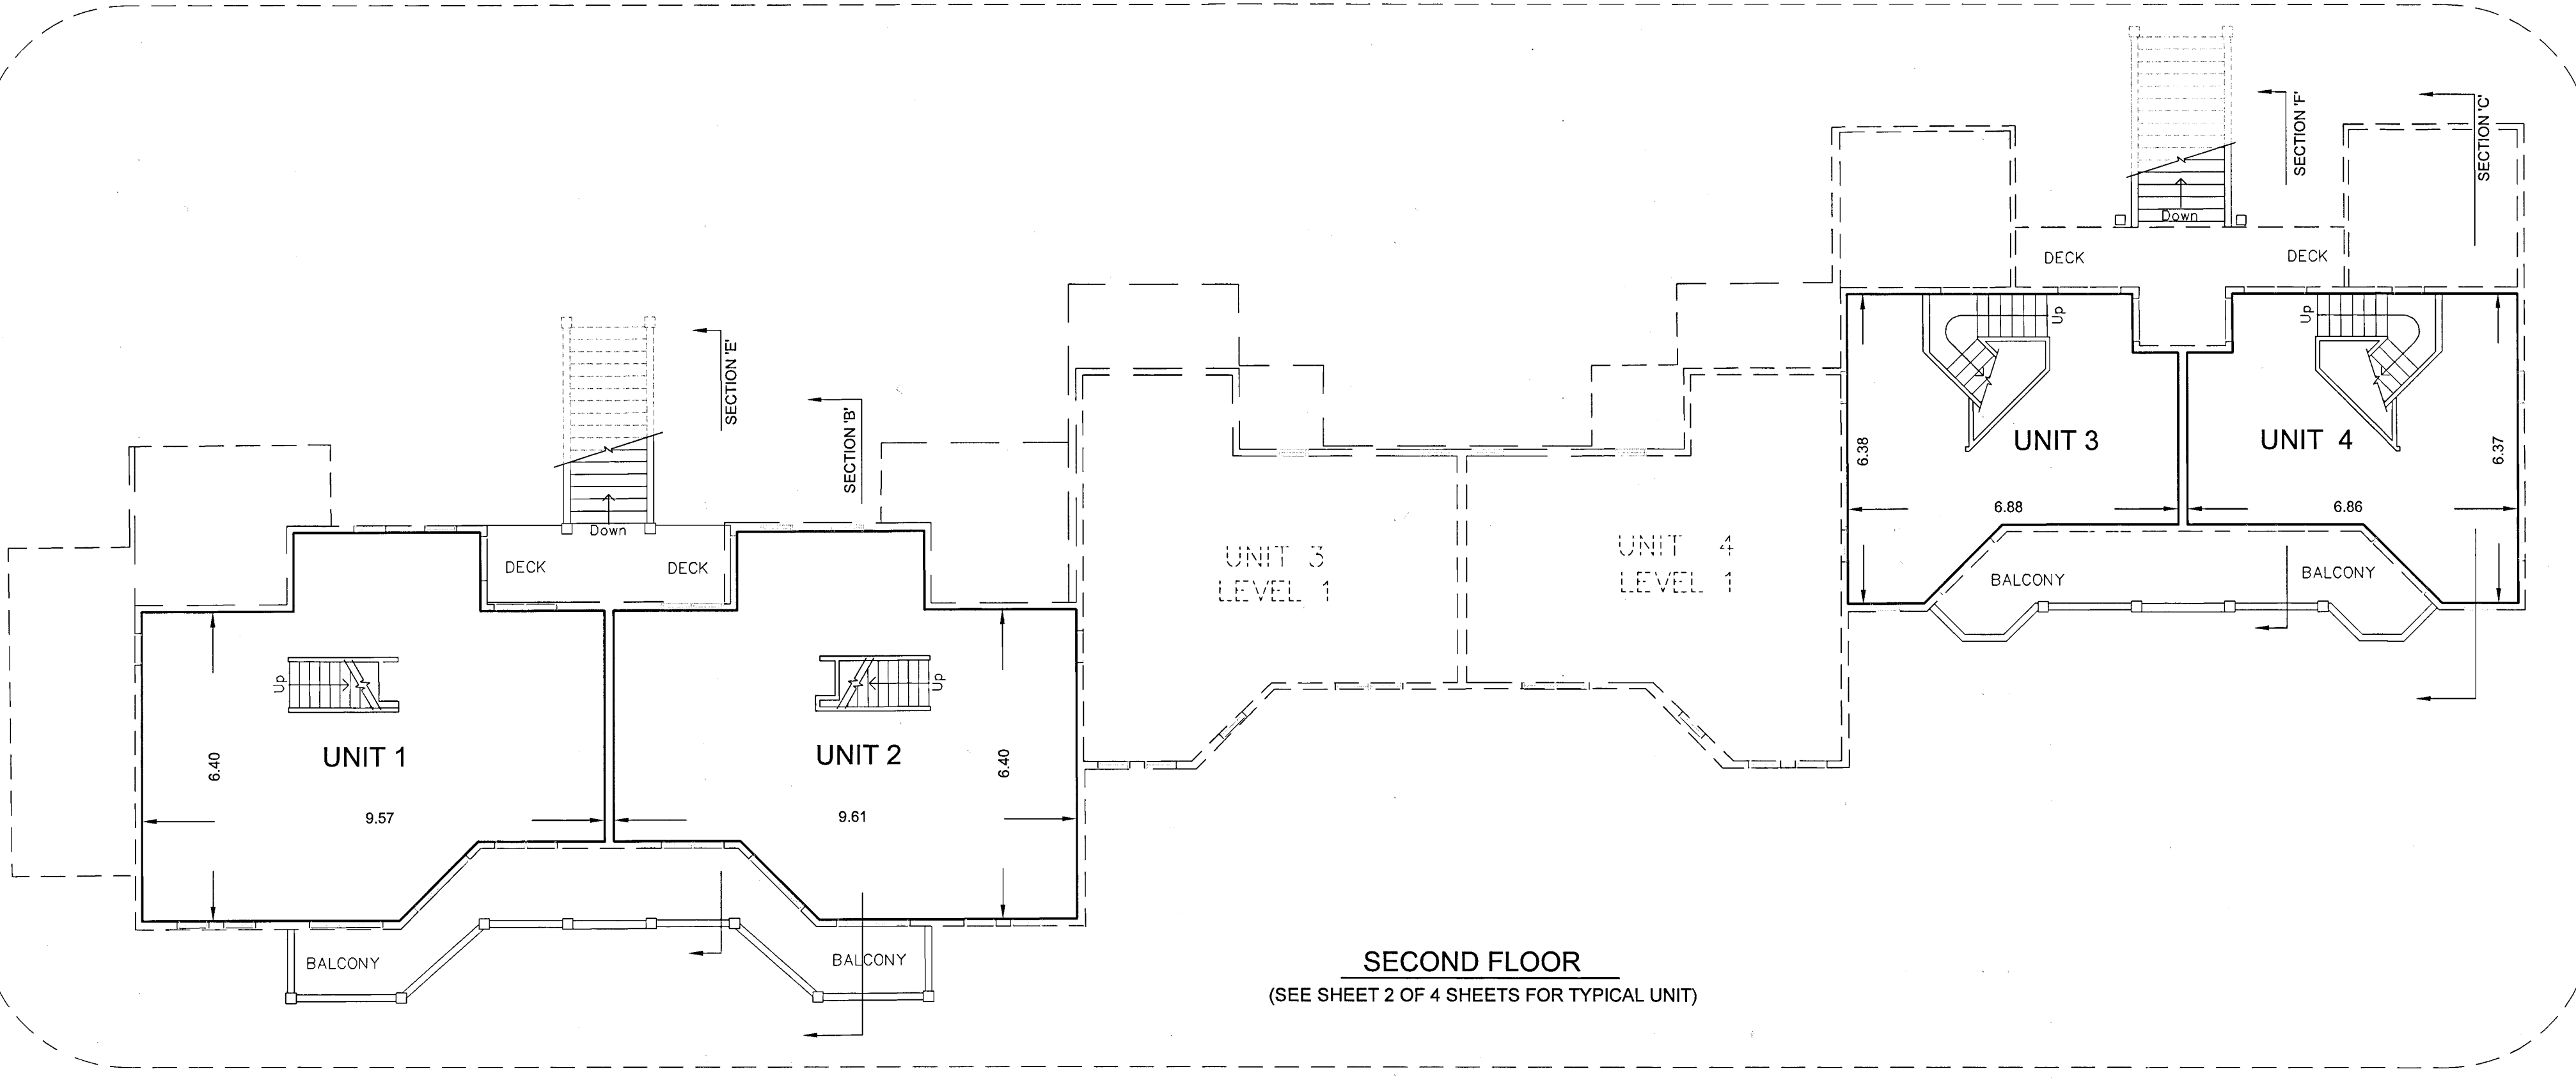 SECTION 'F'
SECTION 'C'
Down
DECK
DECK
Up
Up
SECTION 'E'
SECTION 'B'
UNIT 3
UNIT 4
6.38
6.37
6.88
6.86
Down
DECK
DECK
UNIT 3
LEVEL 1
UNIT 4
LEVEL 1
BALCONY
BALCONY
Up
Up
UNIT 1
UNIT 2
6.40
6.40
9.57
9.61
BALCONY
BALCONY
SECOND FLOOR
(SEE SHEET 2 OF 4 SHEETS FOR TYPICAL UNIT)